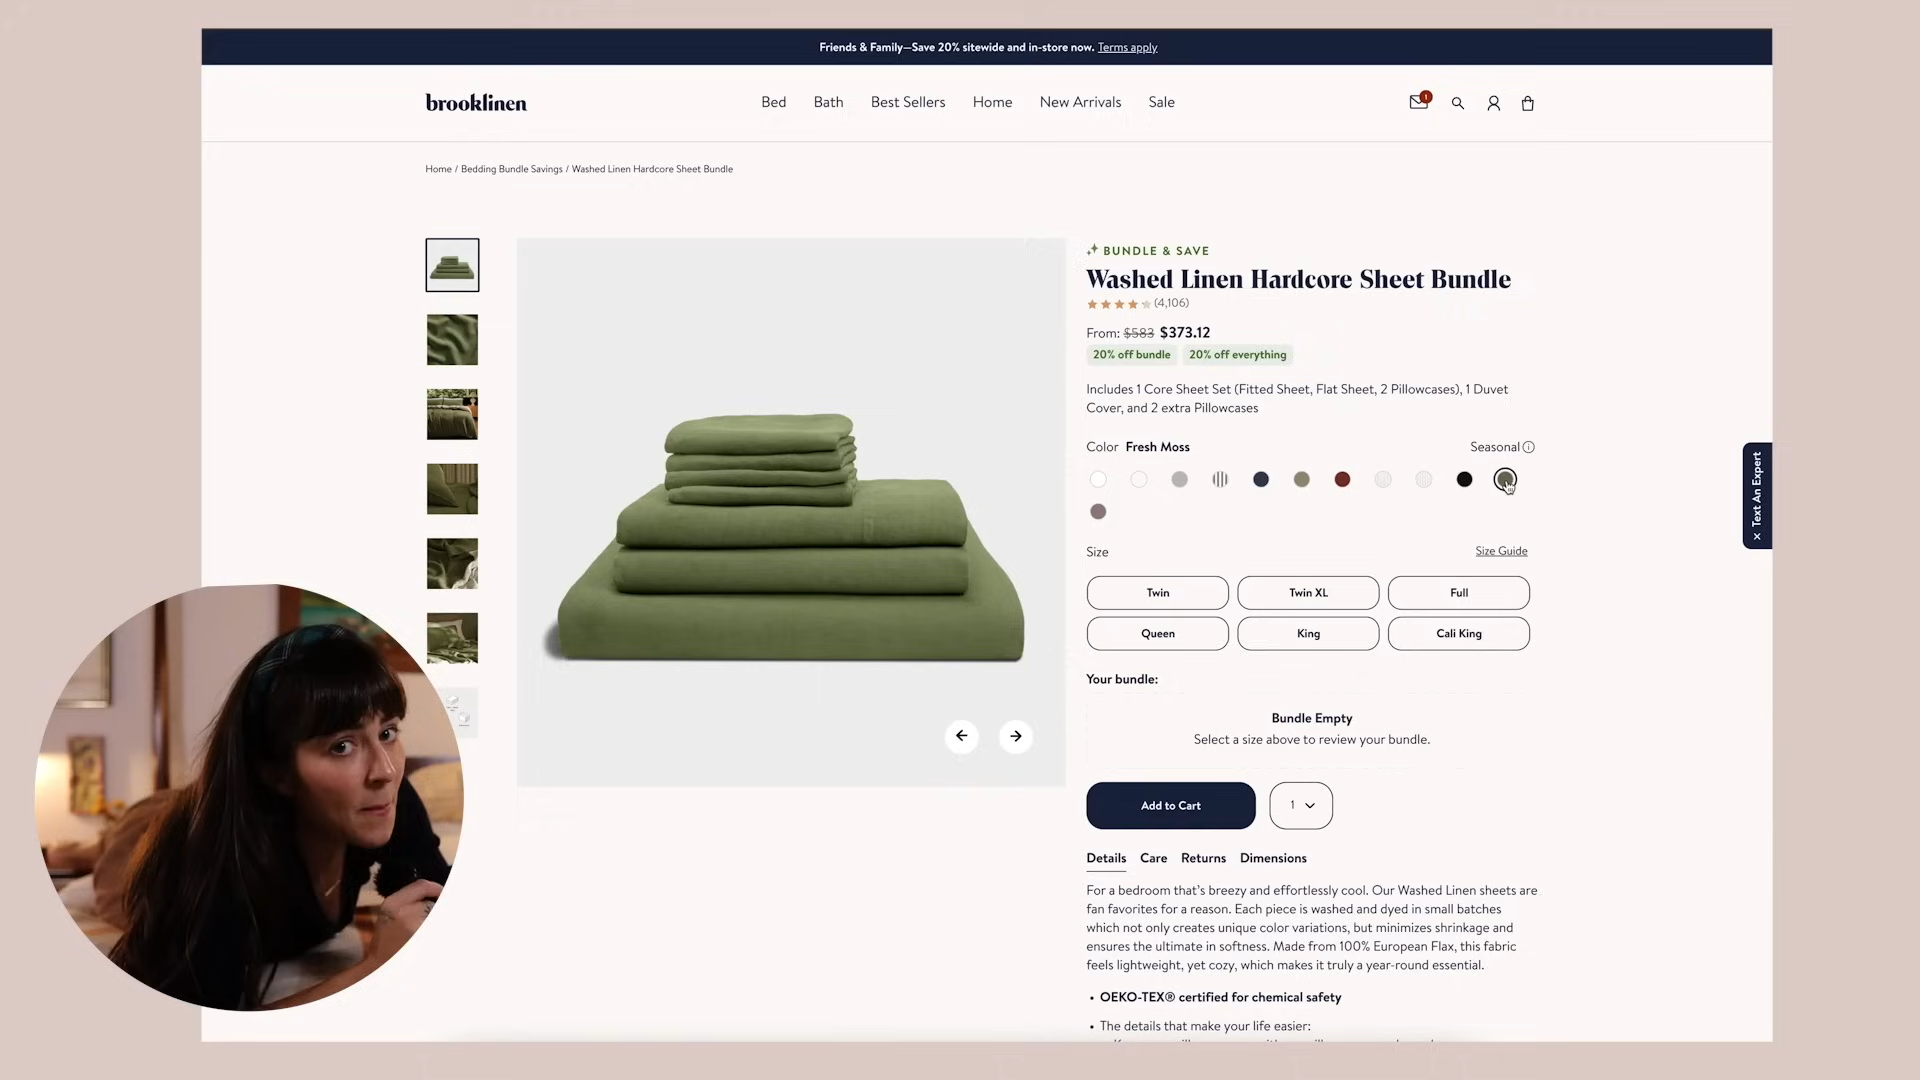 Friends & Family—Save 20% sitewide and in-store now. Terms apply
brooklinen
Bed Bath Best Sellers Home New Arrivals Sale
1
Home / Bedding Bundle Savings / Washed Linen Hardcore Sheet Bundle
BUNDLE & SAVE
Washed Linen Hardcore Sheet Bundle
(4,106)
From: $583 $373.12
20% off bundle 20% off everything
Includes 1 Core Sheet Set (Fitted Sheet, Flat Sheet, 2 Pillowcases), 1 Duvet
Cover, and 2 extra Pillowcases
Color Fresh Moss Seasonal
Size Size Guide
Twin Twin XL Full
Queen King Cali King
Your bundle:
Bundle Empty
Select a size above to review your bundle.
Add to Cart 1
Details Care Returns Dimensions
For a bedroom that's breezy and effortlessly cool. Our Washed Linen sheets are
fan favorites for a reason. Each piece is washed and dyed in small batches
which not only creates unique color variations, but minimizes shrinkage and
ensures the ultimate in softness. Made from 100% European Flax, this fabric
feels lightweight, yet cozy, which makes it truly a year-round essential.
• OEKO-TEX® certified for chemical safety
• The details that make your life easier:
× Text An Expert